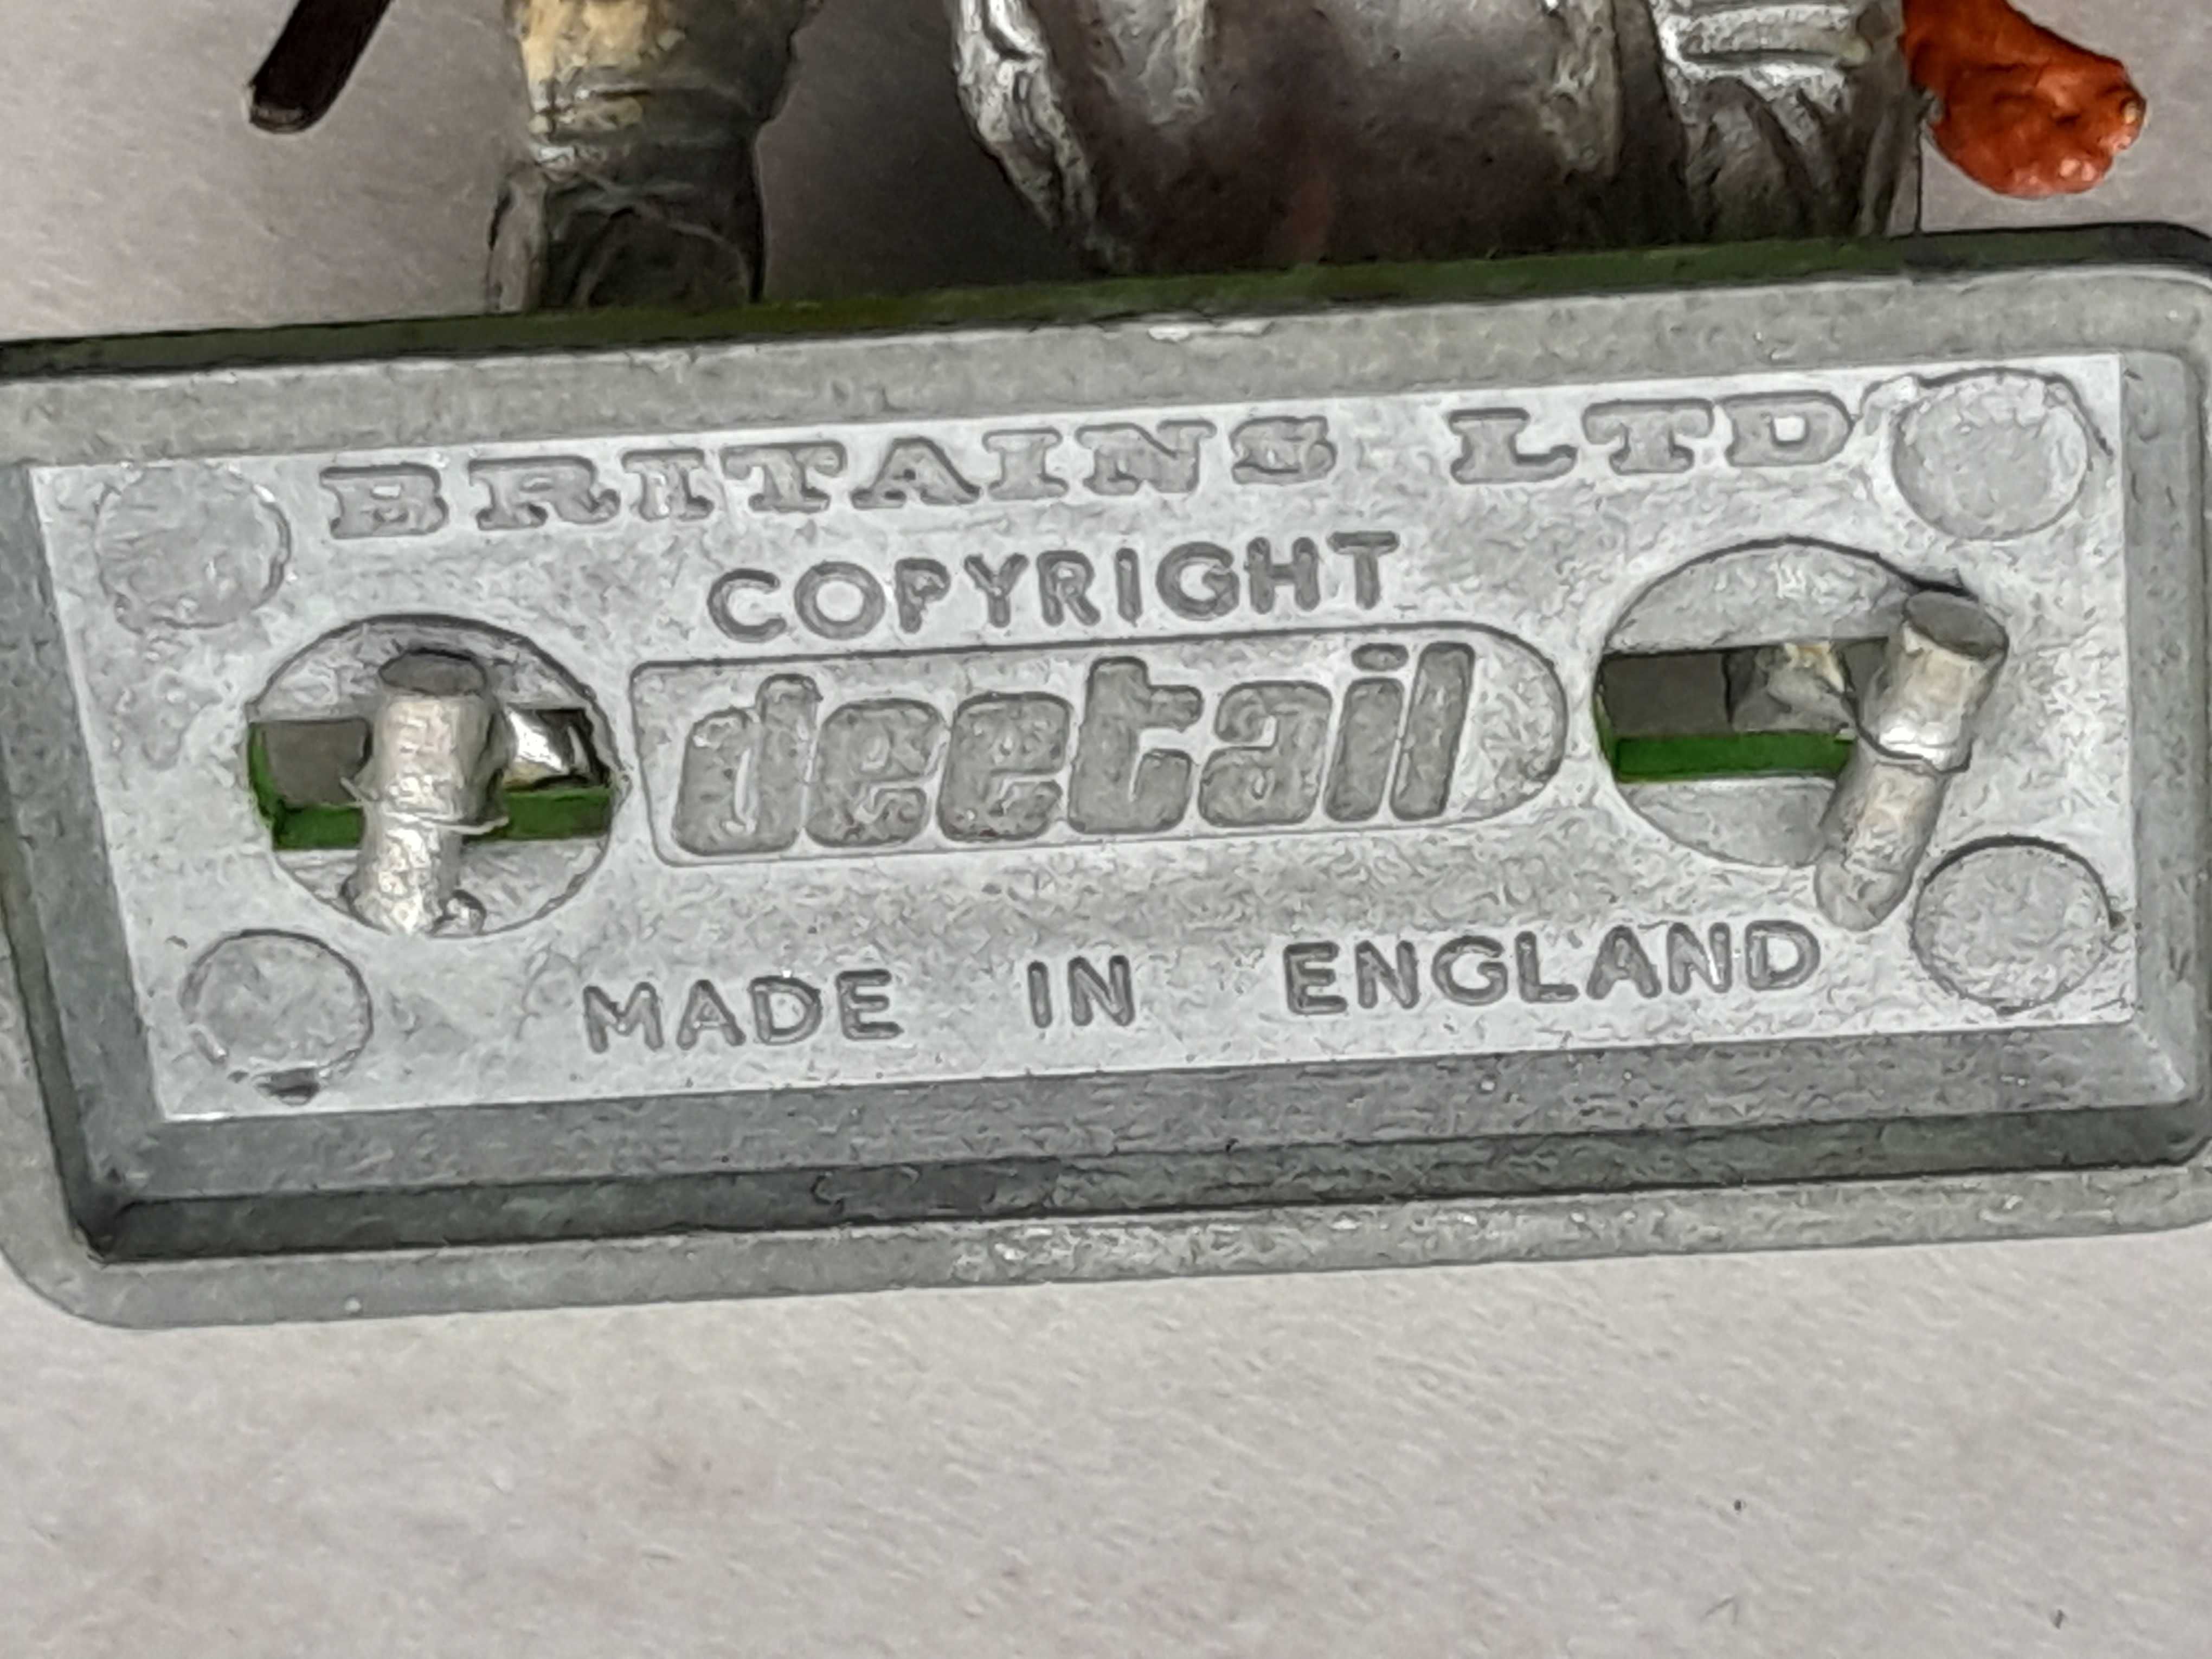 BRITAINS LTD
COPYRIGHT
deetail
MADE IN ENGLAND